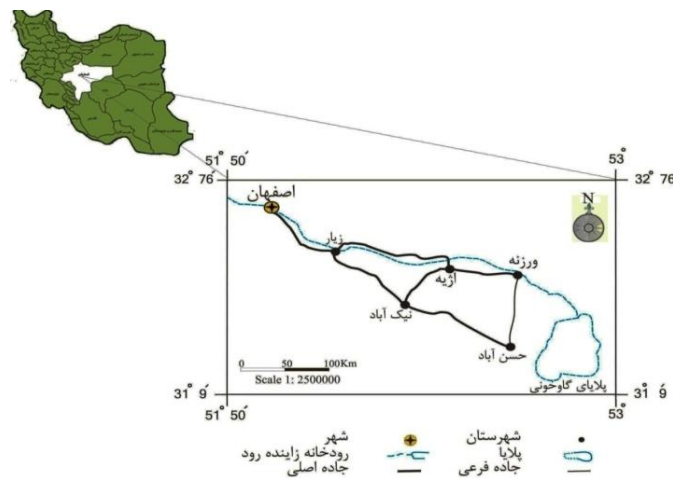 51° 50´
53°
32° 76´
32° 76´
N
اصفهان
زیار
ورزنه
اژیه
نیک آباد
حسن آباد
پلایای گاوخونی
0 50 100Km
Scale 1: 2500000
31° 9´
31° 9´
51° 50´
53°
شهرستان
شهر
پلایا
رودخانه زاینده رود
جاده فرعی
جاده اصلی